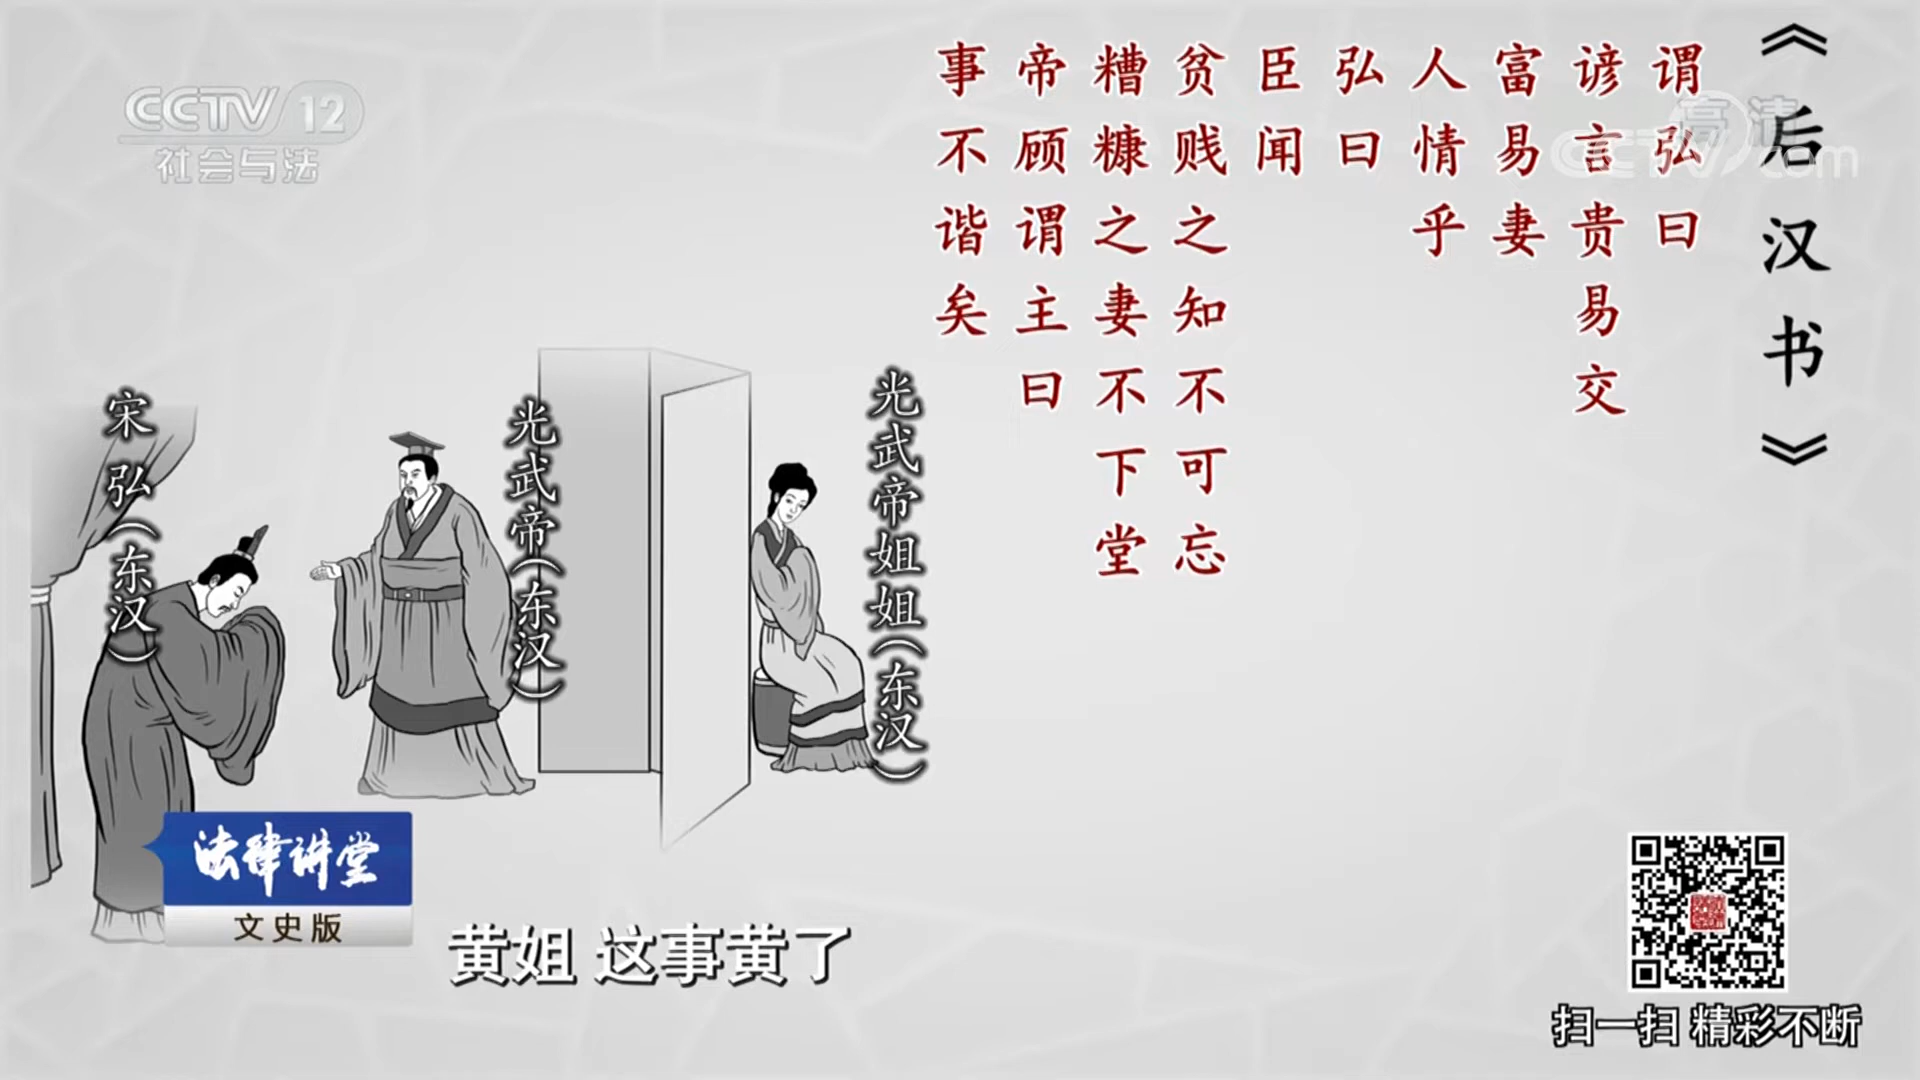 CCTV 12
社会与法
高清
CCTV.com
《后汉书》
谓弘曰
谚言贵易交
富易妻
人情乎
弘曰
臣闻
贫贱之知不可忘
糟糠之妻不下堂
帝顾谓主曰
事不谐矣
宋弘（东汉）
光武帝（东汉）
光武帝姐姐（东汉）
法律讲堂
文史版
黄姐 这事黄了
扫一扫 精彩不断